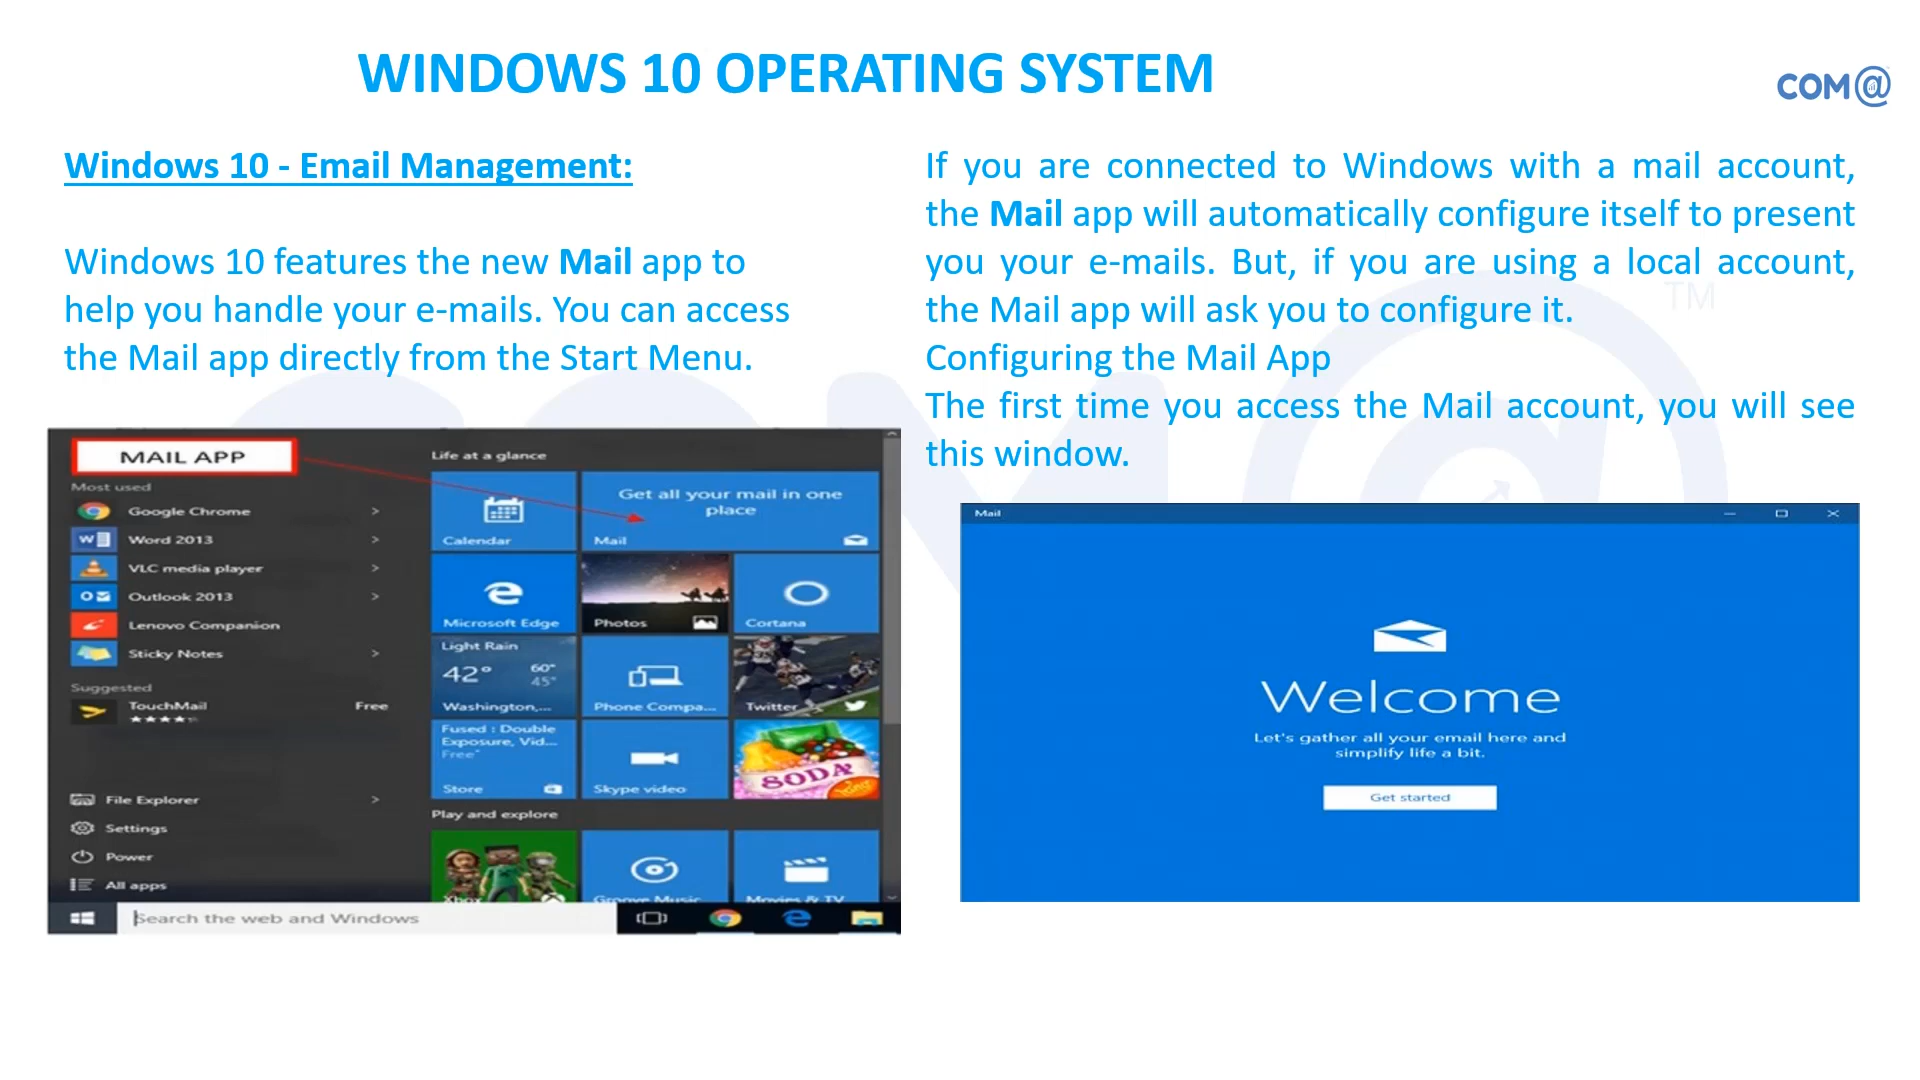 WINDOWS 10 OPERATING SYSTEM
COM@
Windows 10 - Email Management:
Windows 10 features the new Mail app to
help you handle your e-mails. You can access
the Mail app directly from the Start Menu.
MAIL APP
Most used
Google Chrome
Word 2013
VLC media player
Outlook 2013
Lenovo Companion
Sticky Notes
Suggested
TouchMail Free
File Explorer
Settings
Power
All apps
Search the web and Windows
Life at a glance
Calendar
Get all your mail in one
place
Mail
Microsoft Edge
Photos
Cortana
Light Rain
42° 60°
45°
Washington,...
Phone Compa...
Twitter
Fused : Double
Exposure, Vid...
Free*
Store
Skype video
SODA
Play and explore
Xbox
Groove Music
Movies & TV
If you are connected to Windows with a mail account,
the Mail app will automatically configure itself to present
you your e-mails. But, if you are using a local account,
the Mail app will ask you to configure it.
Configuring the Mail App
The first time you access the Mail account, you will see
this window.
TM
Mail
Welcome
Let's gather all your email here and
simplify life a bit.
Get started